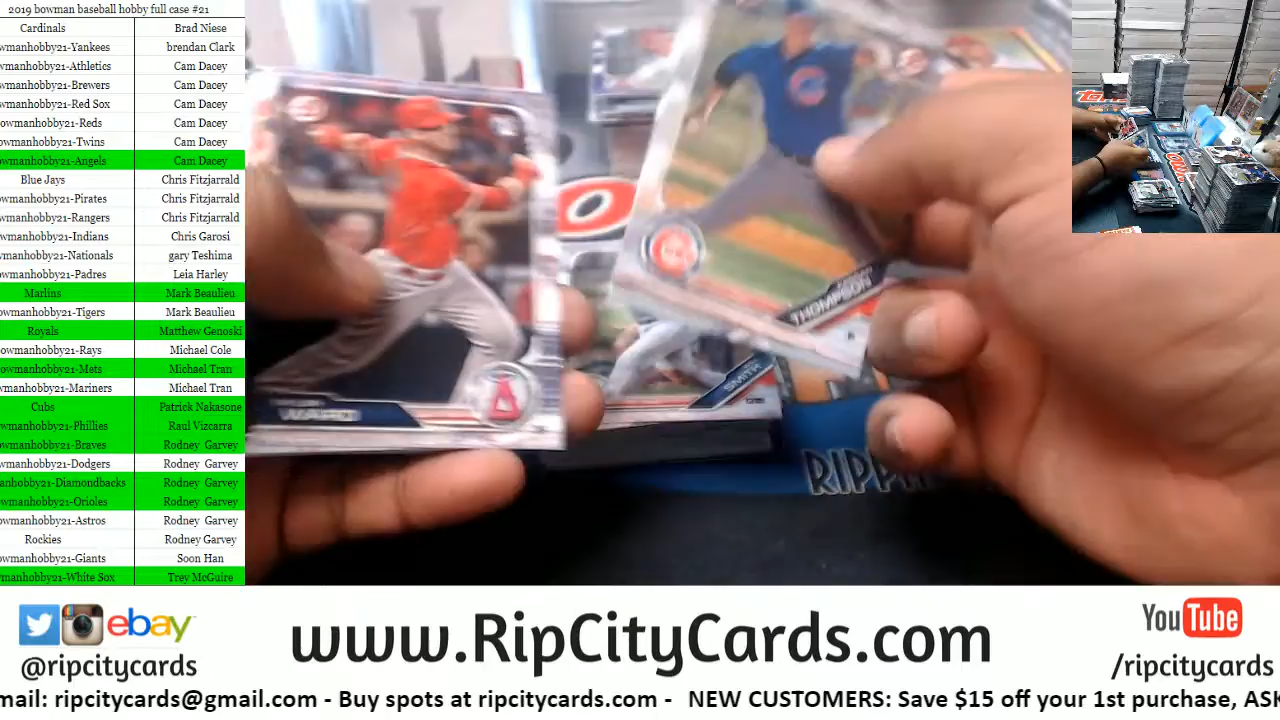 2019 bowman baseball hobby full case #21
Cardinals Brad Niese
owmanhobby21-Yankees brendan Clark
owmanhobby21-Athletics Cam Dacey
owmanhobby21-Brewers Cam Dacey
owmanhobby21-Red Sox Cam Dacey
owmanhobby21-Reds Cam Dacey
owmanhobby21-Twins Cam Dacey
owmanhobby21-Angels Cam Dacey
Blue Jays Chris Fitzjarrald
owmanhobby21-Pirates Chris Fitzjarrald
owmanhobby21-Rangers Chris Fitzjarrald
owmanhobby21-Indians Chris Garosi
owmanhobby21-Nationals gary Teshima
owmanhobby21-Padres Leia Harley
Marlins Mark Beaulieu
owmanhobby21-Tigers Mark Beaulieu
Royals Matthew Genoski
owmanhobby21-Rays Michael Cole
owmanhobby21-Mets Michael Tran
wmanhobby21-Mariners Michael Tran
Cubs Patrick Nakasone
owmanhobby21-Phillies Raul Vizcarra
owmanhobby21-Braves Rodney Garvey
owmanhobby21-Dodgers Rodney Garvey
anhobby21-Diamondbacks Rodney Garvey
owmanhobby21-Orioles Rodney Garvey
owmanhobby21-Astros Rodney Garvey
Rockies Rodney Garvey
owmanhobby21-Giants Soon Han
manhobby21-White Sox Trey McGuire
THOMPSON
SMITH
WARD
RIPP
ebay
@ripcitycards
www.RipCityCards.com
YouTube
/ripcitycards
mail: ripcitycards@gmail.com - Buy spots at ripcitycards.com - NEW CUSTOMERS: Save $15 off your 1st purchase, ASK